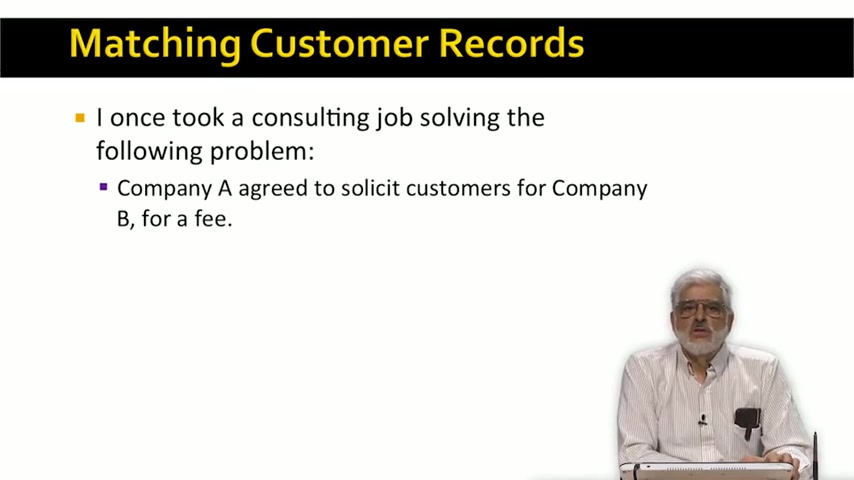 Matching Customer Records
I once took a consulting job solving the
following problem:
Company A agreed to solicit customers for Company
B, for a fee.